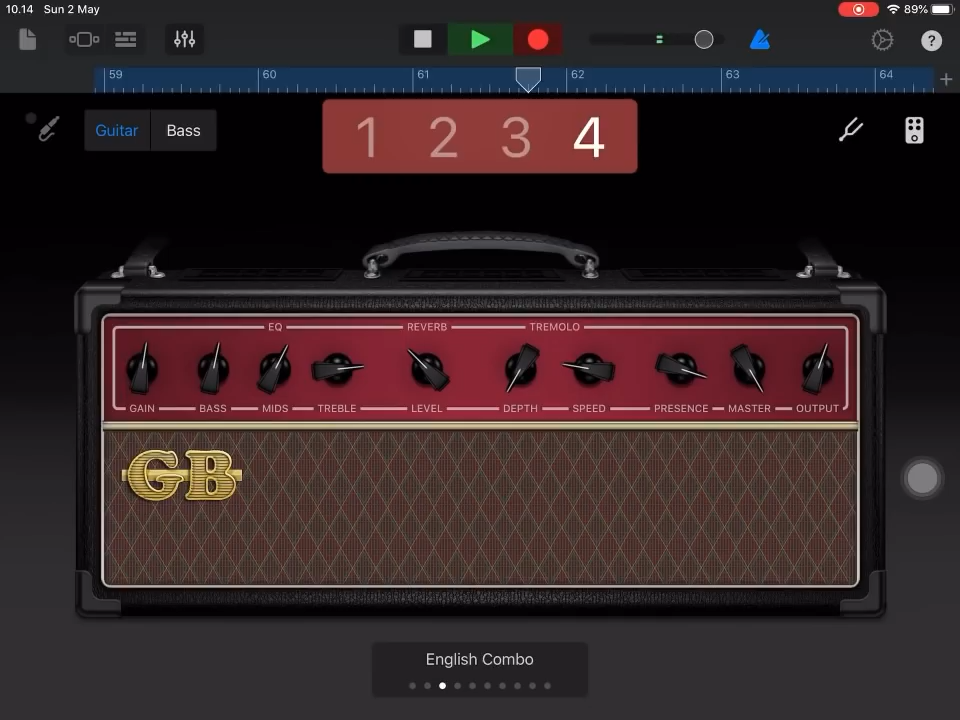 10.14 Sun 2 May 89%
59 60 61 62 63 64
Guitar Bass
1 2 3 4
EQ REVERB TREMOLO
GAIN BASS MIDS TREBLE LEVEL DEPTH SPEED PRESENCE MASTER OUTPUT
GB
English Combo